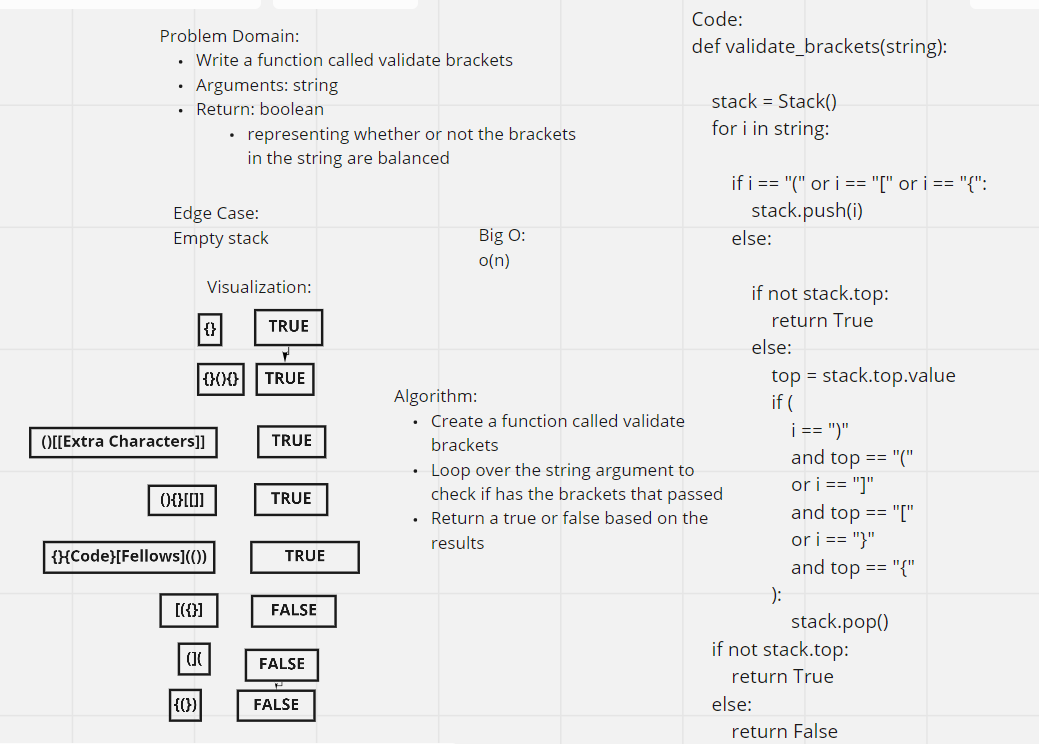 Problem Domain:
• Write a function called validate brackets
• Arguments: string
• Return: boolean
• representing whether or not the brackets
in the string are balanced
Edge Case:
Empty stack
Big O:
o(n)
Visualization:
{} TRUE
{}(){} TRUE
()[[Extra Characters]] TRUE
(){}[[]] TRUE
{}{Code}[Fellows](()) TRUE
[({}] FALSE
(]( FALSE
{(}) FALSE
Algorithm:
• Create a function called validate
brackets
• Loop over the string argument to
check if has the brackets that passed
• Return a true or false based on the
results
Code:
def validate_brackets(string):
stack = Stack()
for i in string:
if i == "(" or i == "[" or i == "{":
stack.push(i)
else:
if not stack.top:
return True
else:
top = stack.top.value
if (
i == ")"
and top == "("
or i == "]"
and top == "["
or i == "}"
and top == "{"
):
stack.pop()
if not stack.top:
return True
else:
return False